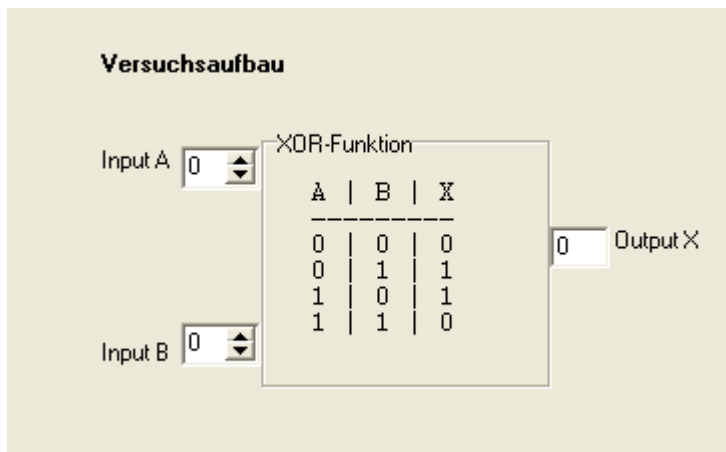 Versuchsaufbau
XOR-Funktion
Input A 0
A | B | X
---------
0 | 0 | 0
0 | 1 | 1
1 | 0 | 1
1 | 1 | 0
0 Output X
Input B 0